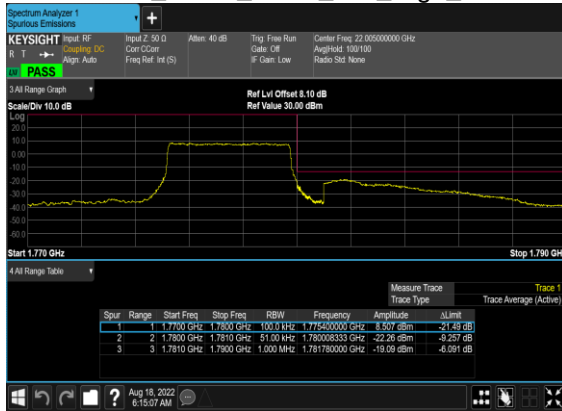 Spectrum Analyzer 1
Spurious Emissions
+
KEYSIGHT Input: RF Input Z: 50 Ω Atten: 40 dB Trig: Free Run Center Freq: 22.005000000 GHz
R T Coupling: DC Corr CCorr Gate: Off Avg|Hold: 100/100
Align: Auto Freq Ref: Int (S) IF Gain: Low Radio Std: None
LV PASS
3 All Range Graph Ref Lvl Offset 8.10 dB
Scale/Div 10.0 dB Ref Value 30.00 dBm
Log
20.0
10.0
0.00
-10.0
-20.0
-30.0
-40.0
-50.0
-60.0
Start 1.770 GHz Stop 1.790 GH
4 All Range Table
Measure Trace Trace 1
Trace Type Trace Average (Active)
Spur Range Start Freq Stop Freq RBW Frequency Amplitude ΔLimit
1 1 1.7700 GHz 1.7800 GHz 100.0 kHz 1.775400000 GHz 8.507 dBm -21.49 dB
2 2 1.7800 GHz 1.7810 GHz 51.00 kHz 1.780008333 GHz -22.26 dBm -9.257 dB
3 3 1.7810 GHz 1.7900 GHz 1.000 MHz 1.781780000 GHz -19.09 dBm -6.091 dB
? Aug 18, 2022
6:15:07 AM